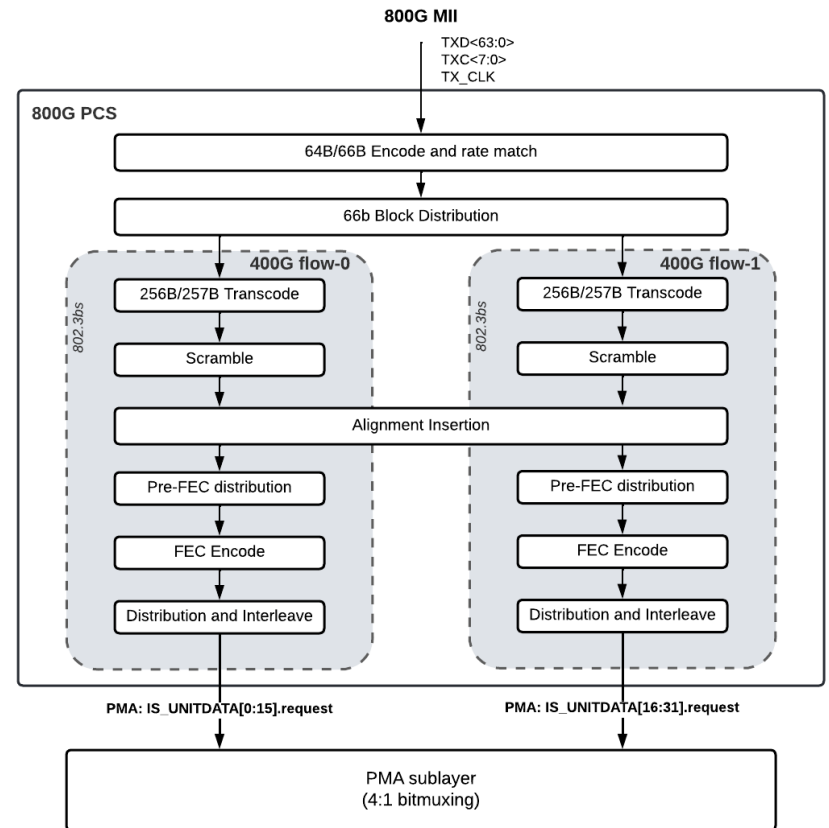 800G MII
TXD<63:0>
TXC<7:0>
TX_CLK
800G PCS
64B/66B Encode and rate match
66b Block Distribution
400G flow-0
802.3bs
256B/257B Transcode
Scramble
400G flow-1
802.3bs
256B/257B Transcode
Scramble
Alignment Insertion
Pre-FEC distribution
FEC Encode
Distribution and Interleave
Pre-FEC distribution
FEC Encode
Distribution and Interleave
PMA: IS_UNITDATA[0:15].request
PMA: IS_UNITDATA[16:31].request
PMA sublayer
(4:1 bitmuxing)